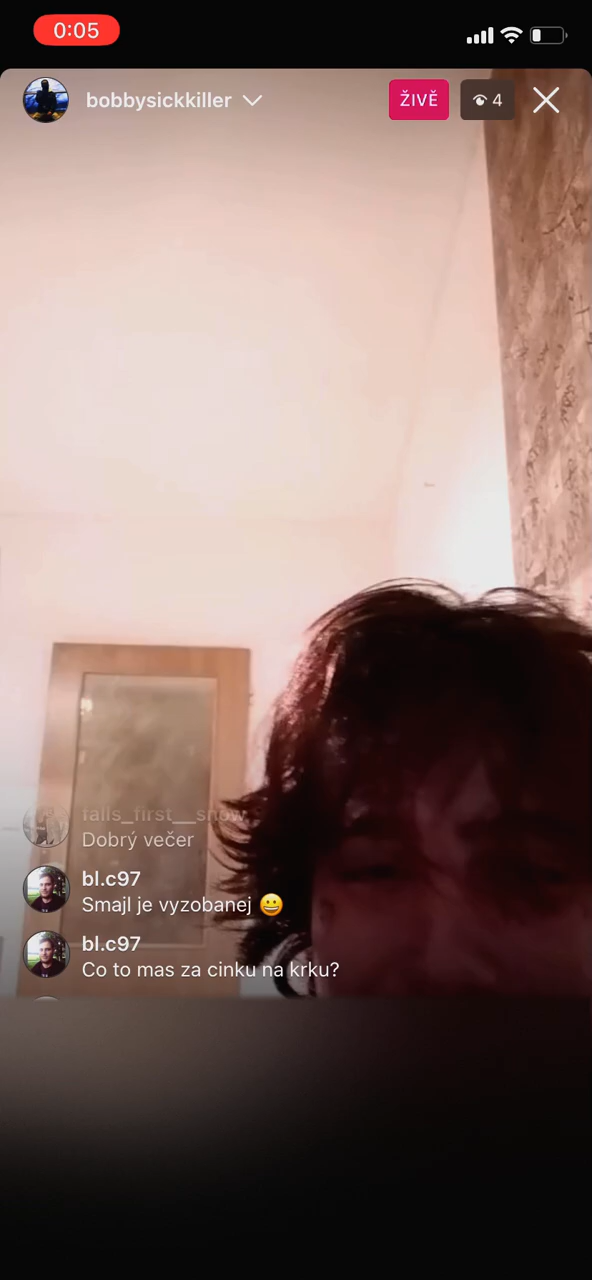 0:05
bobbysickkiller
ŽIVĚ
4
falls_first__snow
Dobrý večer
bl.c97
Smajl je vyzobanej 😀
bl.c97
Co to mas za cinku na krku?